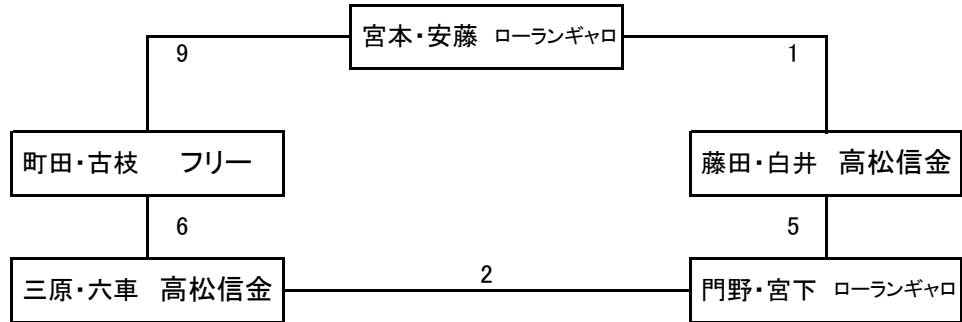 宮本・安藤 ローランギャロ
9
1
町田・古枝 フリー
藤田・白井 高松信金
6
5
三原・六車 高松信金
2
門野・宮下 ローランギャロ